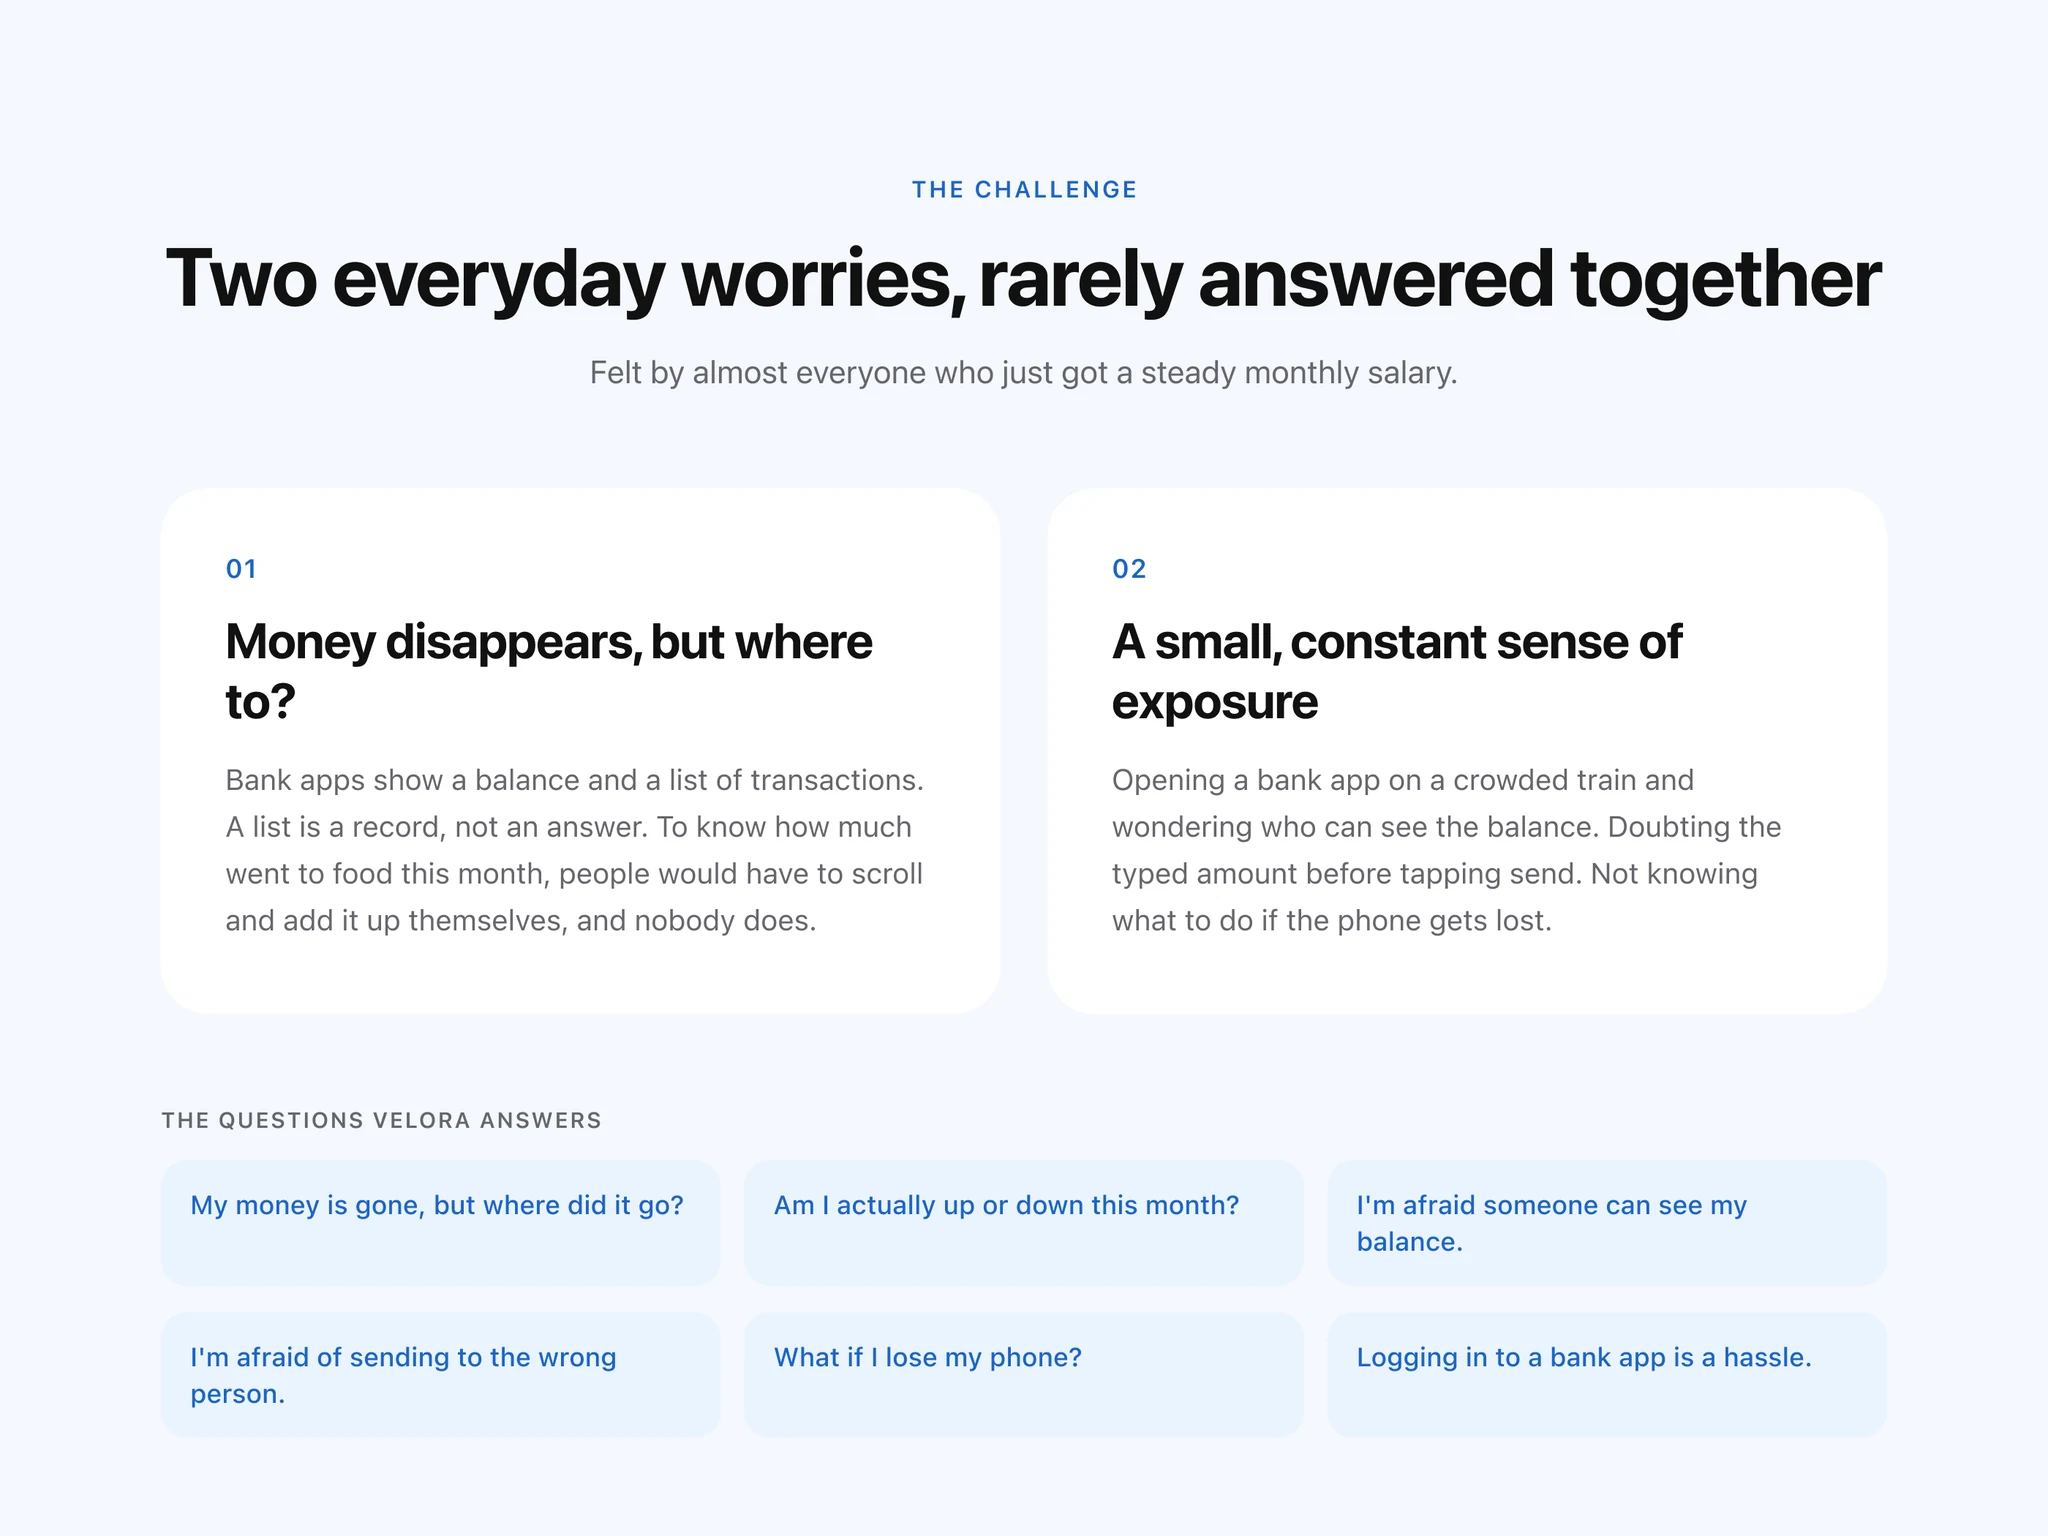 THE CHALLENGE
Two everyday worries, rarely answered together
Felt by almost everyone who just got a steady monthly salary.
01
Money disappears, but where
to?
Bank apps show a balance and a list of transactions.
A list is a record, not an answer. To know how much
went to food this month, people would have to scroll
and add it up themselves, and nobody does.
02
A small, constant sense of
exposure
Opening a bank app on a crowded train and
wondering who can see the balance. Doubting the
typed amount before tapping send. Not knowing
what to do if the phone gets lost.
THE QUESTIONS VELORA ANSWERS
My money is gone, but where did it go?
Am I actually up or down this month?
I'm afraid someone can see my
balance.
I'm afraid of sending to the wrong
person.
What if I lose my phone?
Logging in to a bank app is a hassle.